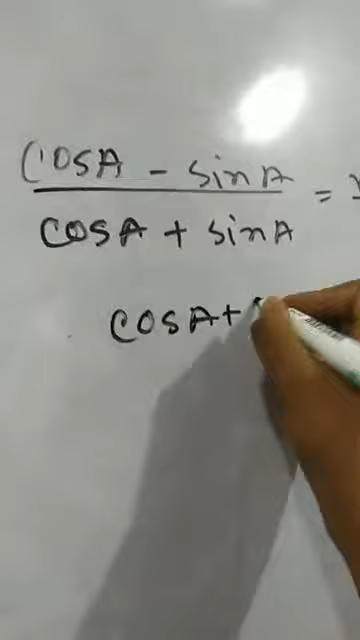 cosA - sinA
cosA + sinA =
cosA+